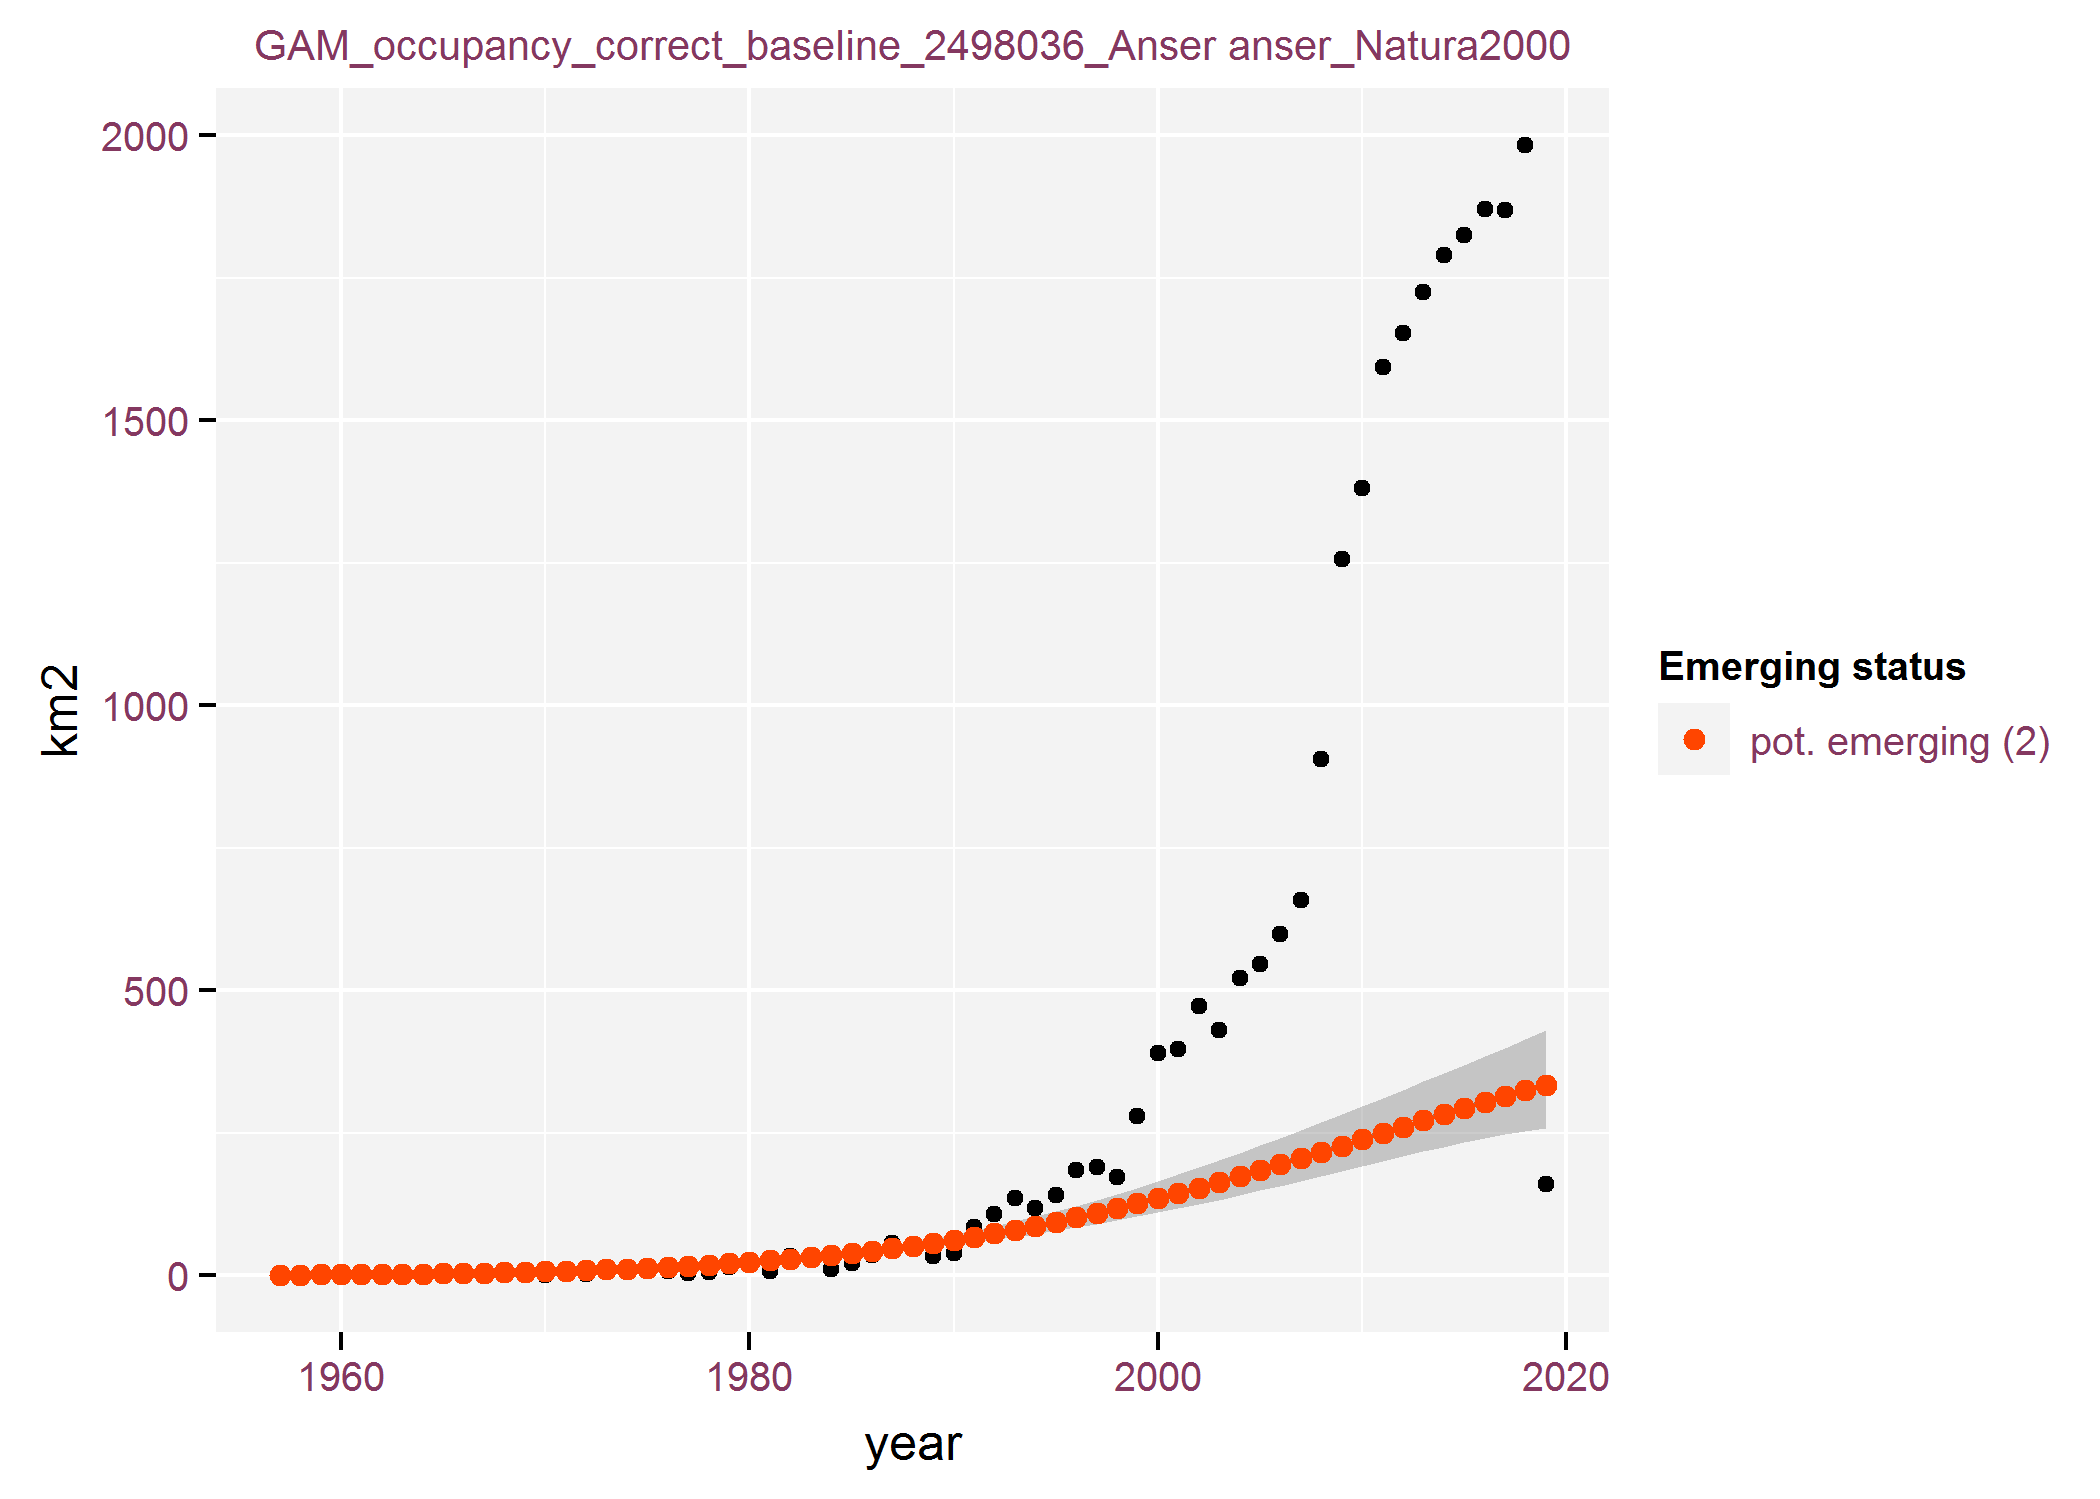 GAM_occupancy_correct_baseline_2498036_Anser anser_Natura2000
2000
1500
1000
500
0
km2
1960
1980
2000
2020
year
Emerging status
pot. emerging (2)